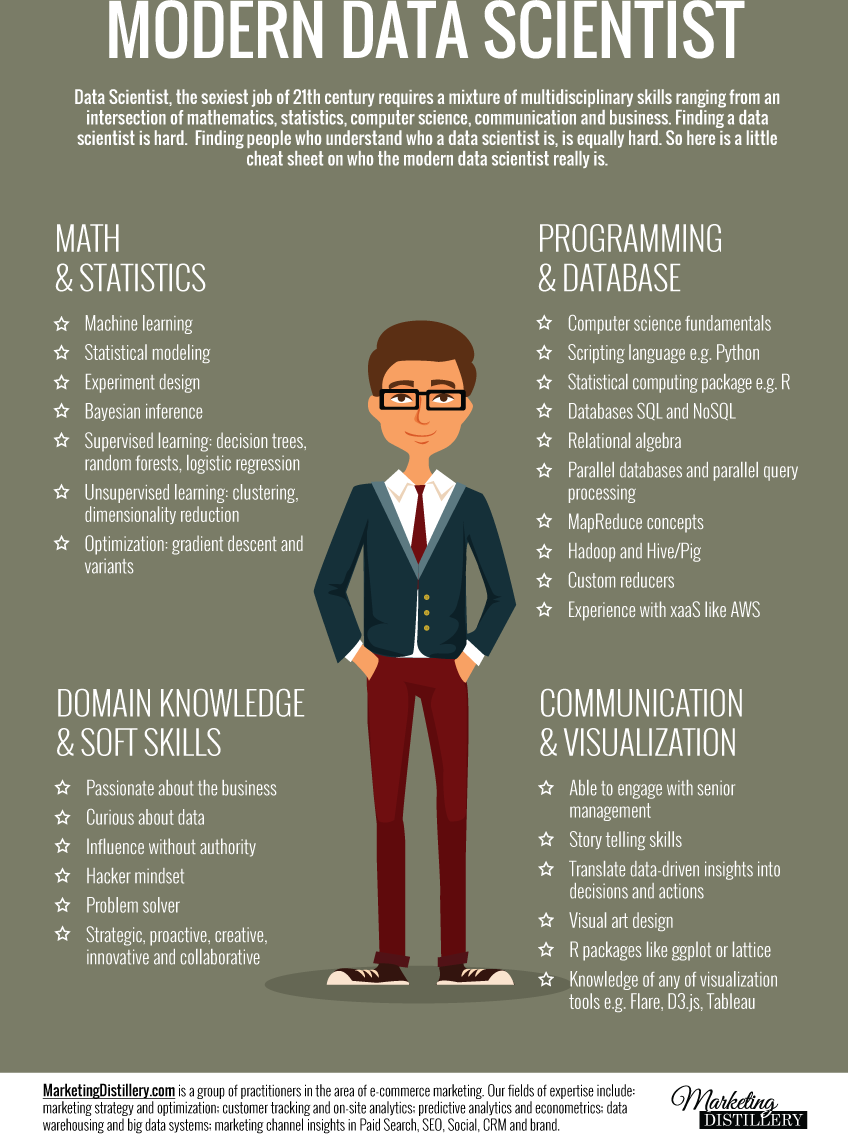 MODERN DATA SCIENTIST
Data Scientist, the sexiest job of 21th century requires a mixture of multidisciplinary skills ranging from an
intersection of mathematics, statistics, computer science, communication and business. Finding a data
scientist is hard. Finding people who understand who a data scientist is, is equally hard. So here is a little
cheat sheet on who the modern data scientist really is.
MATH
& STATISTICS
Machine learning
Statistical modeling
Experiment design
Bayesian inference
Supervised learning: decision trees,
random forests, logistic regression
Unsupervised learning: clustering,
dimensionality reduction
Optimization: gradient descent and
variants
PROGRAMMING
& DATABASE
Computer science fundamentals
Scripting language e.g. Python
Statistical computing package e.g. R
Databases SQL and NoSQL
Relational algebra
Parallel databases and parallel query
processing
MapReduce concepts
Hadoop and Hive/Pig
Custom reducers
Experience with xaaS like AWS
DOMAIN KNOWLEDGE
& SOFT SKILLS
Passionate about the business
Curious about data
Influence without authority
Hacker mindset
Problem solver
Strategic, proactive, creative,
innovative and collaborative
COMMUNICATION
& VISUALIZATION
Able to engage with senior
management
Story telling skills
Translate data-driven insights into
decisions and actions
Visual art design
R packages like ggplot or lattice
Knowledge of any of visualization
tools e.g. Flare, D3.js, Tableau
MarketingDistillery.com is a group of practitioners in the area of e-commerce marketing. Our fields of expertise include:
marketing strategy and optimization; customer tracking and on-site analytics; predictive analytics and econometrics; data
warehousing and big data systems; marketing channel insights in Paid Search, SEO, Social, CRM and brand.
Marketing
DISTILLERY